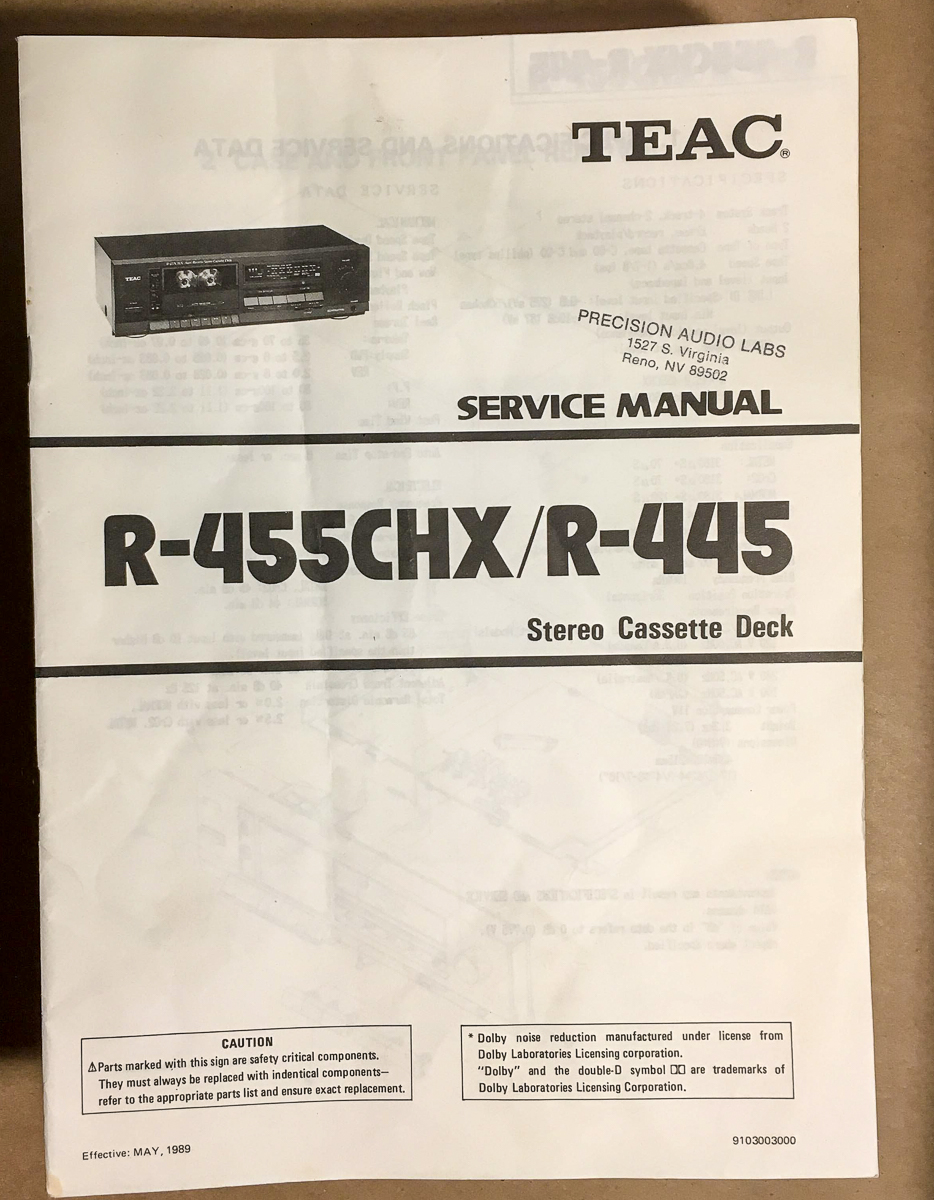 TEAC®
TEAC
PRECISION AUDIO LABS
1527 S. Virginia
Reno, NV 89502
SERVICE MANUAL
R-455CHX/R-445
Stereo Cassette Deck
CAUTION
⚠Parts marked with this sign are safety critical components.
They must always be replaced with indentical components—
refer to the appropriate parts list and ensure exact replacement.
* Dolby noise reduction manufactured under license from
Dolby Laboratories Licensing corporation.
“Dolby” and the double-D symbol are trademarks of
Dolby Laboratories Licensing Corporation.
Effective: MAY, 1989
9103003000